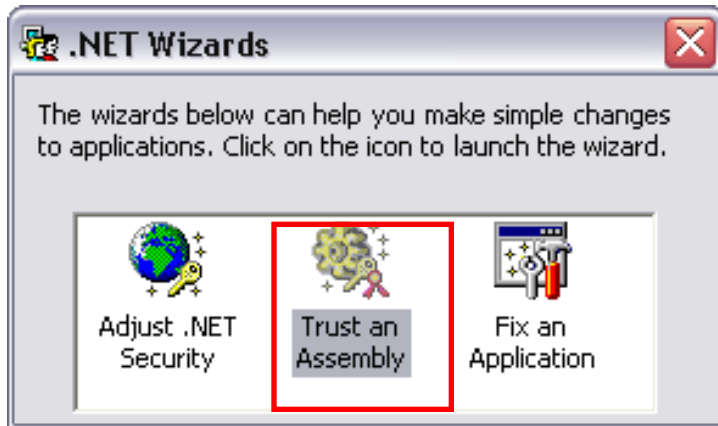 .NET Wizards
The wizards below can help you make simple changes
to applications. Click on the icon to launch the wizard.
Adjust .NET
Security
Trust an
Assembly
Fix an
Application